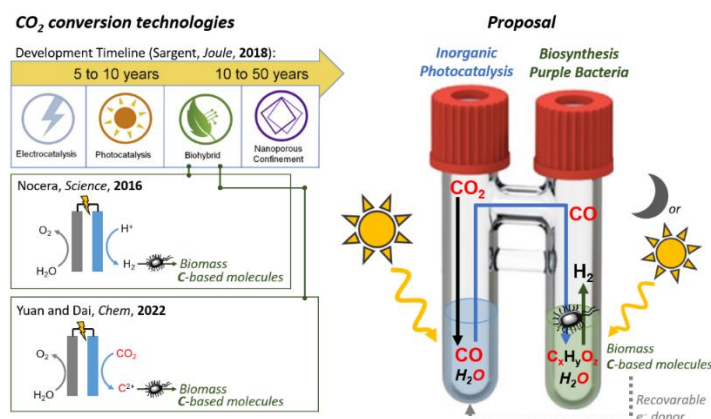 CO2 conversion technologies
Development Timeline (Sargent, Joule, 2018):
5 to 10 years
10 to 50 years
Electrocatalysis
Photocatalysis
Biohybrid
Nanoporous
Confinement
Nocera, Science, 2016
O2
H2O
H+
H2
Biomass
C-based molecules
Yuan and Dai, Chem, 2022
O2
H2O
CO2
C2+
Biomass
C-based molecules
Proposal
Inorganic
Photocatalysis
Biosynthesis
Purple Bacteria
CO2
CO
or
H2
CO
H2O
CxHyOz
H2O
Biomass
C-based molecules
Recovarable
e- donor